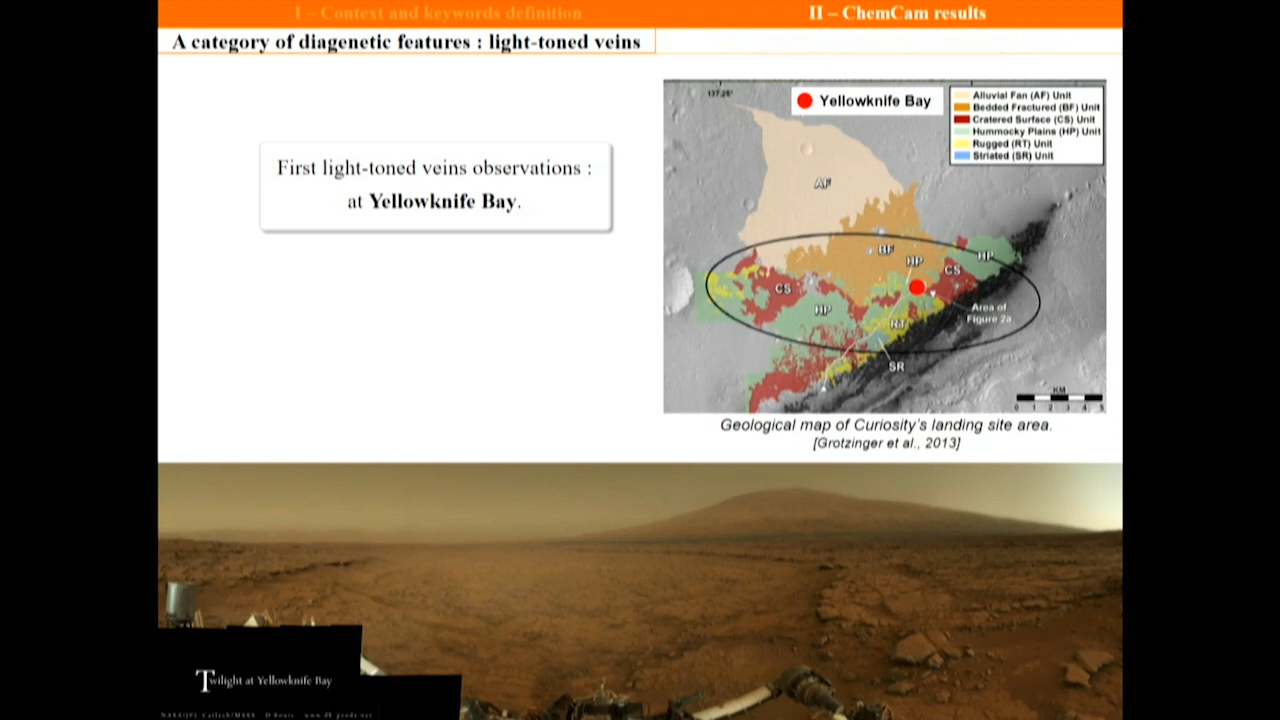 I – Context and keywords definition
II – ChemCam results
A category of diagenetic features : light-toned veins
First light-toned veins observations :
at Yellowknife Bay.
137.25°
Yellowknife Bay
Alluvial Fan (AF) Unit
Bedded Fractured (BF) Unit
Cratered Surface (CS) Unit
Hummocky Plains (HP) Unit
Rugged (RT) Unit
Striated (SR) Unit
AF
BF
HP
HP
CS
CS
HP
RT
SR
Area of
Figure 2a
KM
0 1 2 3 4 5
Geological map of Curiosity's landing site area.
[Grotzinger et al., 2013]
Twilight at Yellowknife Bay
NASA/JPL Caltech/MSSS